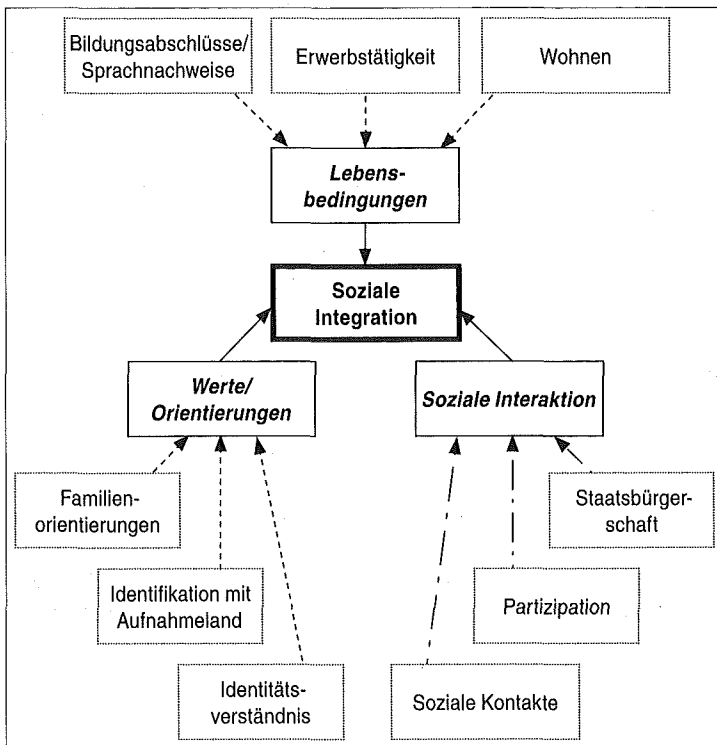 Bildungsabschlüsse/
Sprachnachweise
Erwerbstätigkeit
Wohnen
Lebens-
bedingungen
Soziale
Integration
Werte/
Orientierungen
Soziale Interaktion
Familien-
orientierungen
Staatsbürger-
schaft
Identifikation mit
Aufnahmeland
Partizipation
Identitäts-
verständnis
Soziale Kontakte